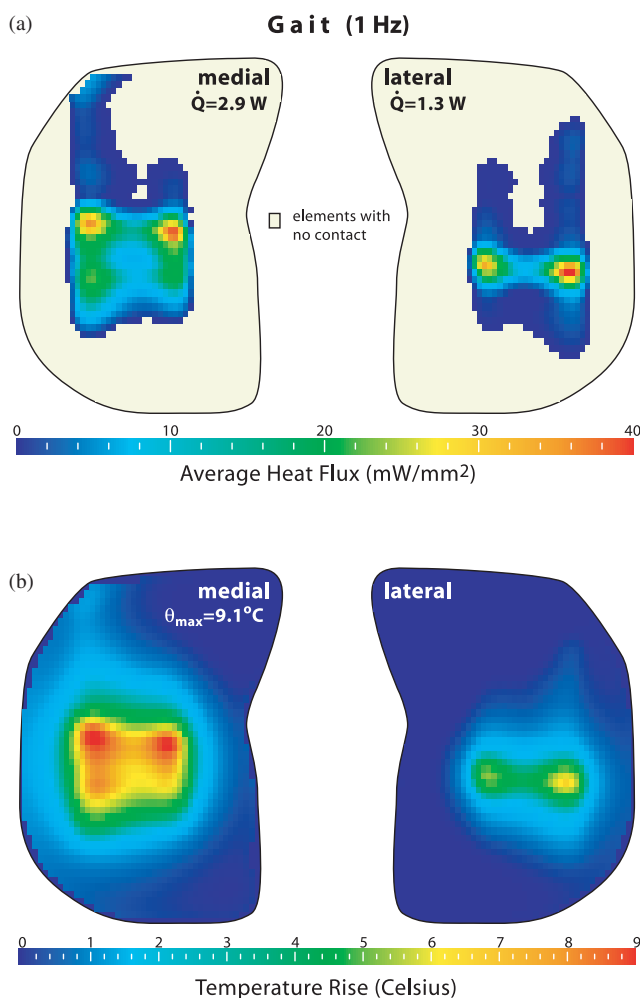 (a)
Gait (1 Hz)
medial
Q̇=2.9 W
lateral
Q̇=1.3 W
elements with
no contact
0 10 20 30 40
Average Heat Flux (mW/mm²)
(b)
medial
θmax=9.1°C
lateral
0 1 2 3 4 5 6 7 8 9
Temperature Rise (Celsius)